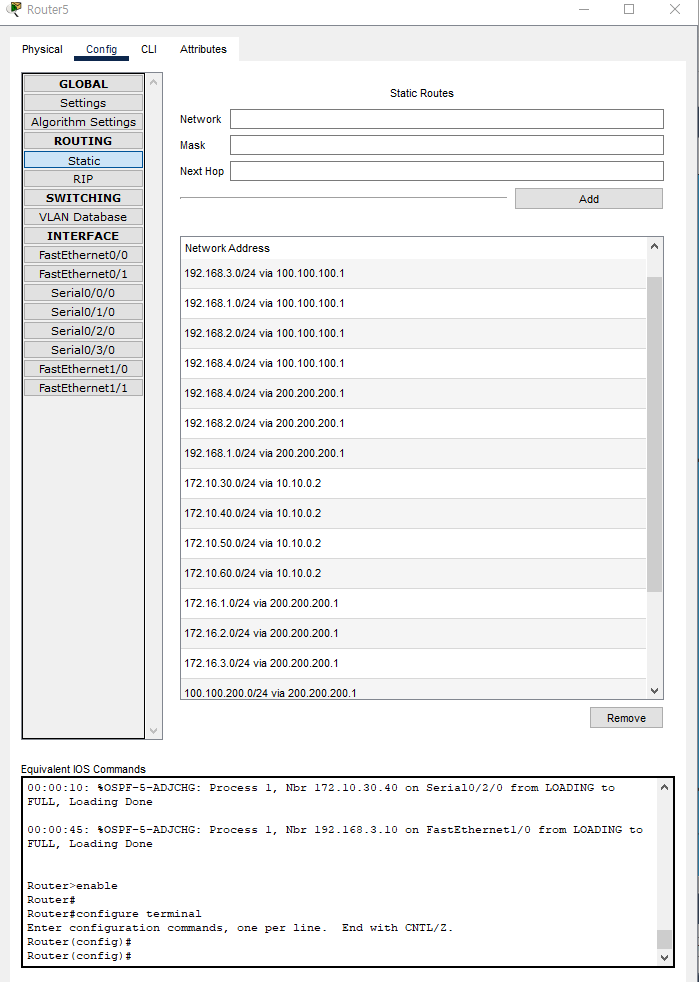 Router5
Physical Config CLI Attributes
GLOBAL
Settings
Algorithm Settings
ROUTING
Static
RIP
SWITCHING
VLAN Database
INTERFACE
FastEthernet0/0
FastEthernet0/1
Serial0/0/0
Serial0/1/0
Serial0/2/0
Serial0/3/0
FastEthernet1/0
FastEthernet1/1
Static Routes
Network
Mask
Next Hop
Add
Network Address
192.168.3.0/24 via 100.100.100.1
192.168.1.0/24 via 100.100.100.1
192.168.2.0/24 via 100.100.100.1
192.168.4.0/24 via 100.100.100.1
192.168.4.0/24 via 200.200.200.1
192.168.2.0/24 via 200.200.200.1
192.168.1.0/24 via 200.200.200.1
172.10.30.0/24 via 10.10.0.2
172.10.40.0/24 via 10.10.0.2
172.10.50.0/24 via 10.10.0.2
172.10.60.0/24 via 10.10.0.2
172.16.1.0/24 via 200.200.200.1
172.16.2.0/24 via 200.200.200.1
172.16.3.0/24 via 200.200.200.1
100.100.200.0/24 via 200.200.200.1
Remove
Equivalent IOS Commands
00:00:10: %OSPF-5-ADJCHG: Process 1, Nbr 172.10.30.40 on Serial0/2/0 from LOADING to
FULL, Loading Done
00:00:45: %OSPF-5-ADJCHG: Process 1, Nbr 192.168.3.10 on FastEthernet1/0 from LOADING to
FULL, Loading Done
Router>enable
Router#
Router#configure terminal
Enter configuration commands, one per line.  End with CNTL/Z.
Router(config)#
Router(config)#